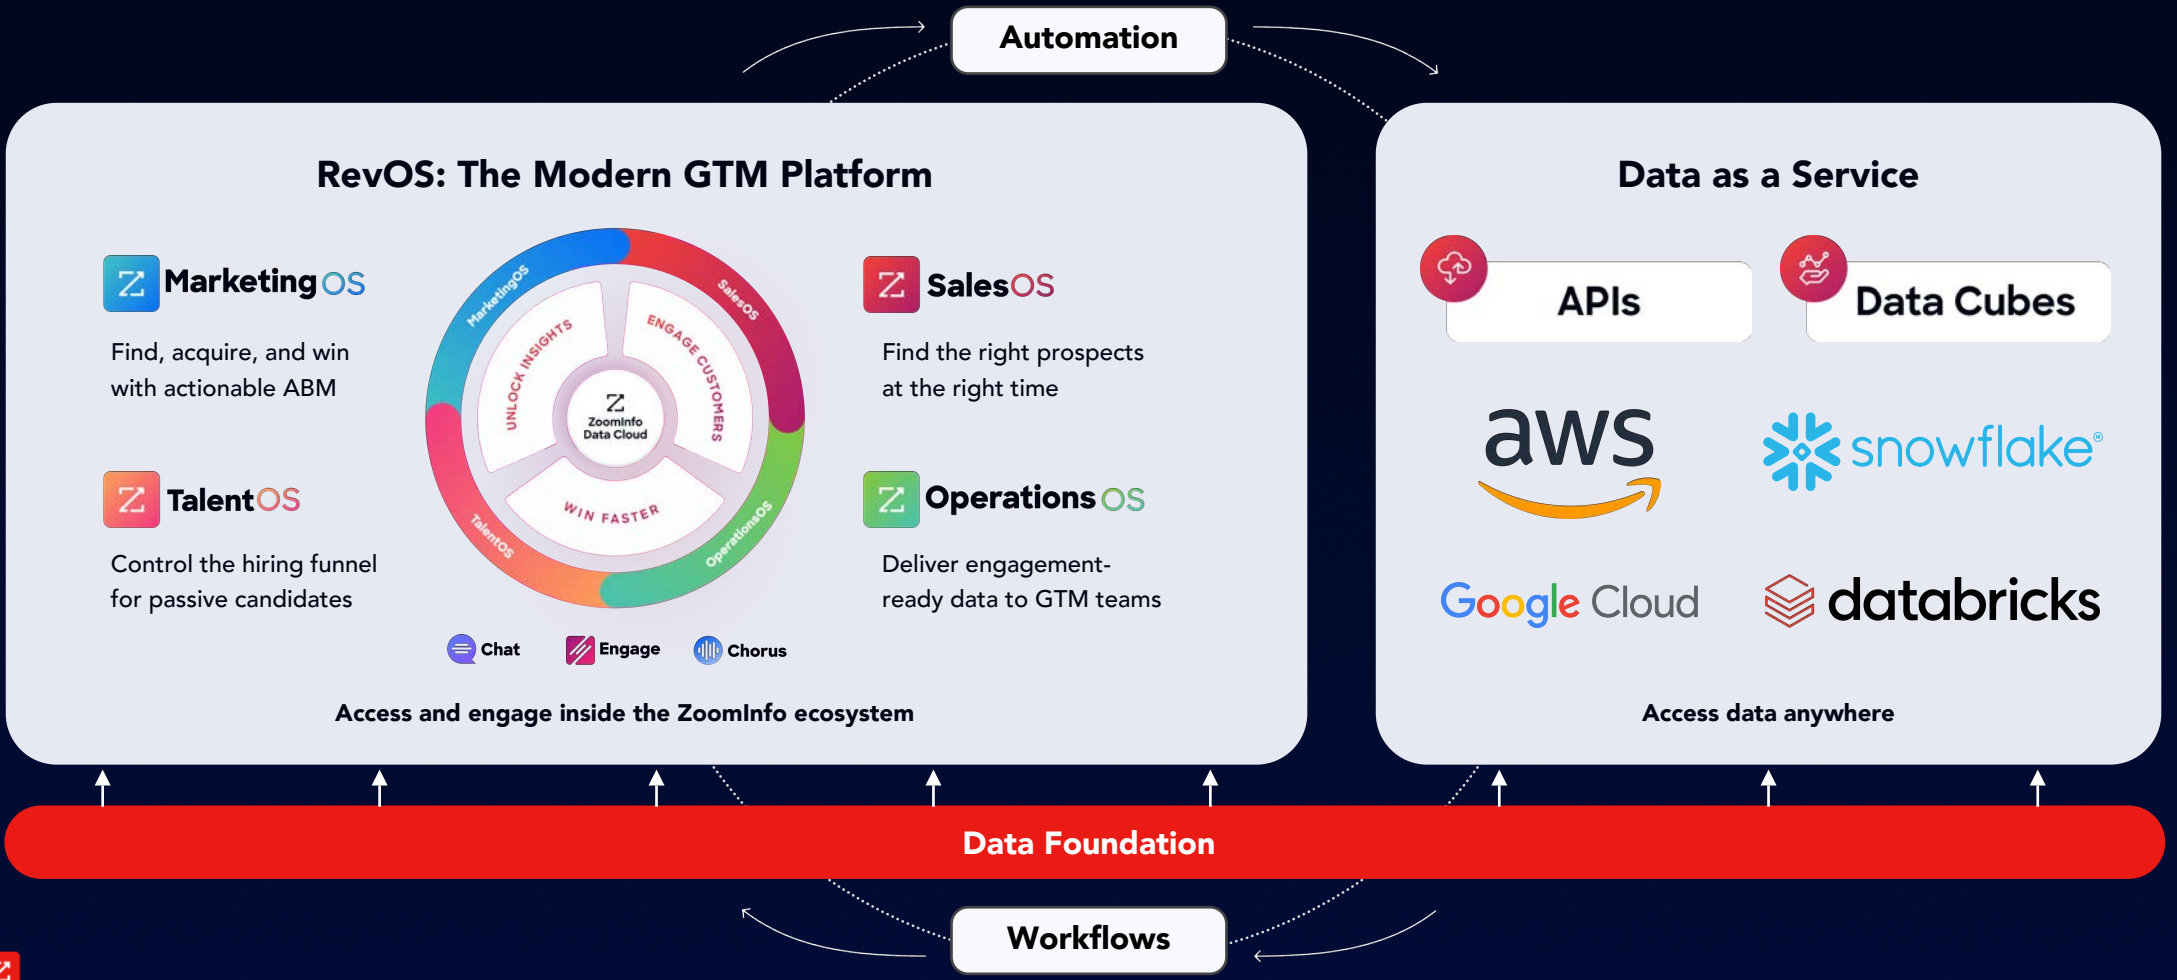 Automation
RevOS: The Modern GTM Platform
MarketingOS
Find, acquire, and win
with actionable ABM
TalentOS
Control the hiring funnel
for passive candidates
MarketingOS
SalesOS
OperationsOS
TalentOS
UNLOCK INSIGHTS
ENGAGE CUSTOMERS
WIN FASTER
ZoomInfo
Data Cloud
SalesOS
Find the right prospects
at the right time
OperationsOS
Deliver engagement-
ready data to GTM teams
Chat
Engage
Chorus
Access and engage inside the ZoomInfo ecosystem
Data as a Service
APIs
Data Cubes
aws
snowflake®
Google Cloud
databricks
Access data anywhere
Data Foundation
Workflows